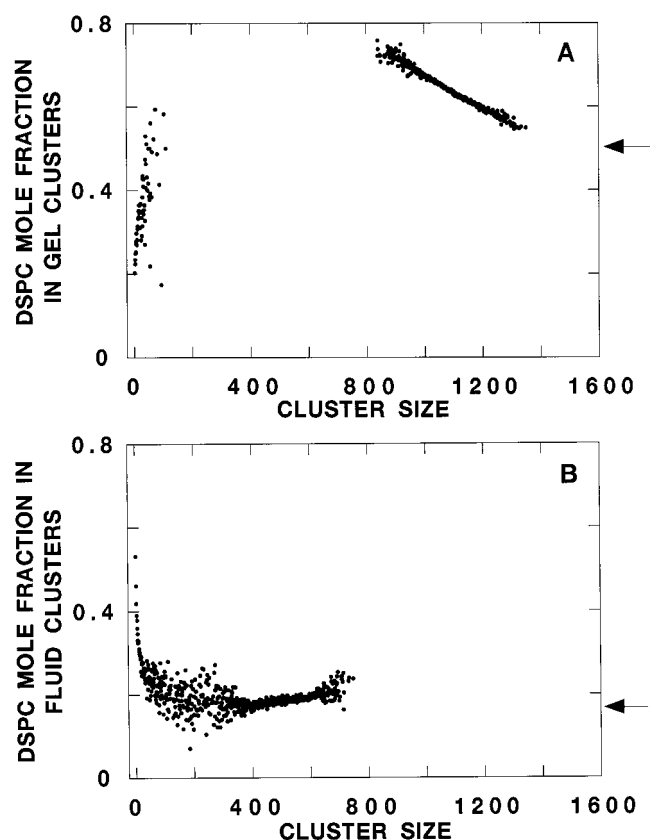 A
DSPC MOLE FRACTION
IN GEL CLUSTERS
0.8
0.4
0
0 400 800 1200 1600
CLUSTER SIZE
B
DSPC MOLE FRACTION IN
FLUID CLUSTERS
0.8
0.4
0
0 400 800 1200 1600
CLUSTER SIZE